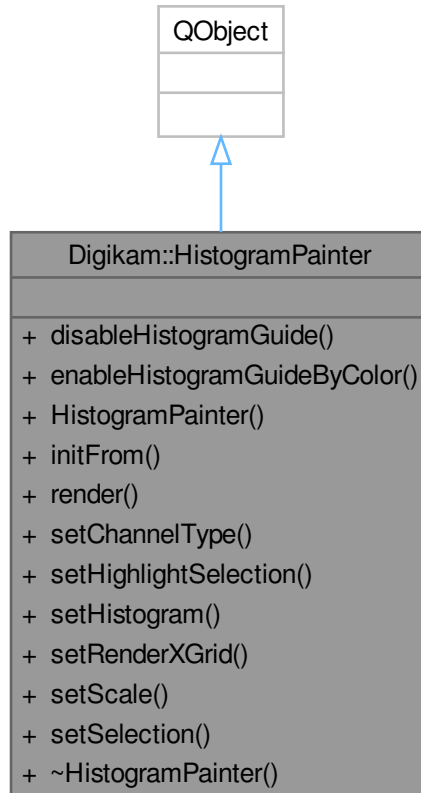 QObject
Digikam::HistogramPainter
+ disableHistogramGuide()
+ enableHistogramGuideByColor()
+ HistogramPainter()
+ initFrom()
+ render()
+ setChannelType()
+ setHighlightSelection()
+ setHistogram()
+ setRenderXGrid()
+ setScale()
+ setSelection()
+ ~HistogramPainter()